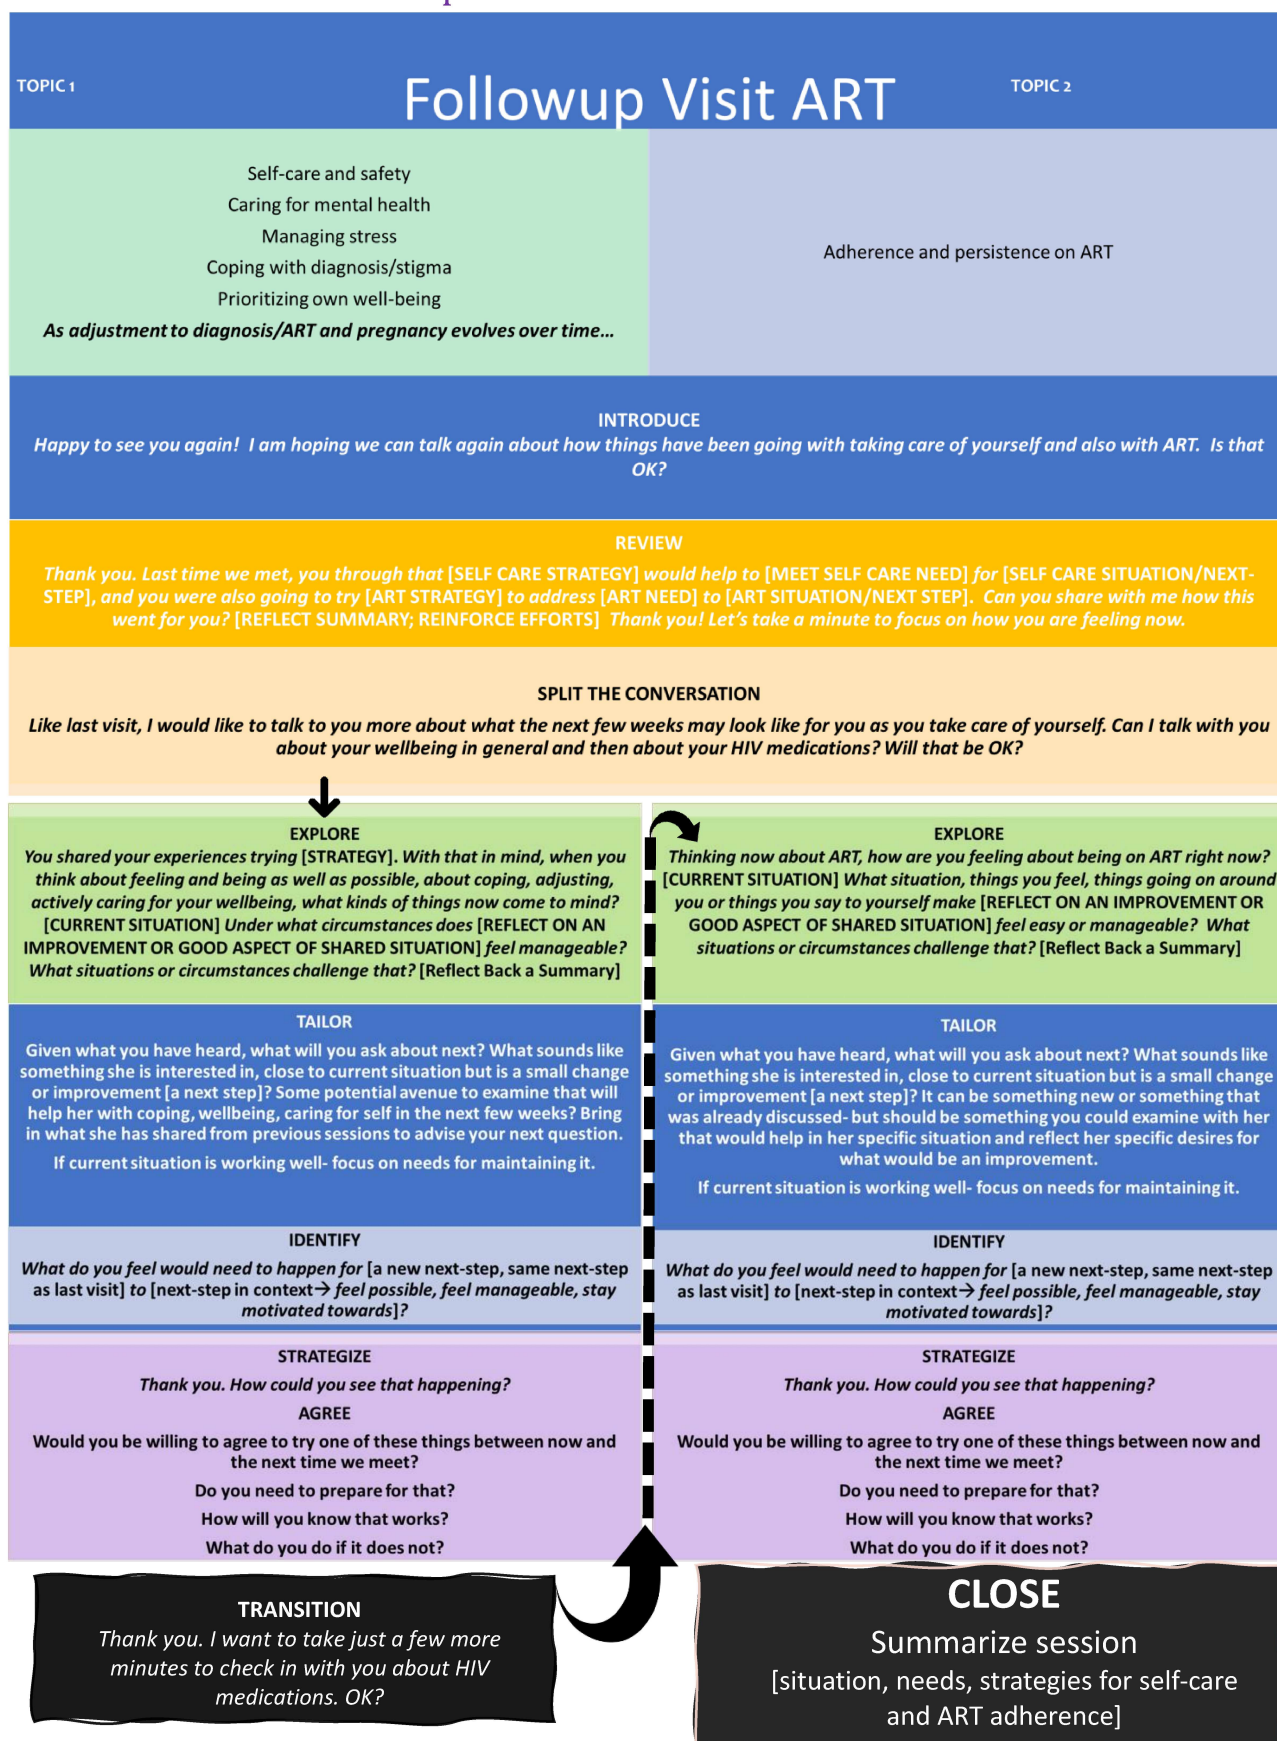 TOPIC 1
Followup Visit ART
TOPIC 2
Self-care and safety
Caring for mental health
Managing stress
Coping with diagnosis/stigma
Prioritizing own well-being
As adjustment to diagnosis/ART and pregnancy evolves over time…
Adherence and persistence on ART
INTRODUCE
Happy to see you again!  I am hoping we can talk again about how things have been going with taking care of yourself and also with ART.  Is that
OK?
REVIEW
Thank you. Last time we met, you through that [SELF CARE STRATEGY] would help to [MEET SELF CARE NEED] for [SELF CARE SITUATION/NEXT-
STEP], and you were also going to try [ART STRATEGY] to address [ART NEED] to [ART SITUATION/NEXT STEP].  Can you share with me how this
went for you? [REFLECT SUMMARY; REINFORCE EFFORTS]  Thank you! Let’s take a minute to focus on how you are feeling now.
SPLIT THE CONVERSATION
Like last visit, I would like to talk to you more about what the next few weeks may look like for you as you take care of yourself. Can I talk with you
about your wellbeing in general and then about your HIV medications? Will that be OK?
EXPLORE
You shared your experiences trying [STRATEGY]. With that in mind, when you
think about feeling and being as well as possible, about coping, adjusting,
actively caring for your wellbeing, what kinds of things now come to mind?
[CURRENT SITUATION] Under what circumstances does [REFLECT ON AN
IMPROVEMENT OR GOOD ASPECT OF SHARED SITUATION] feel manageable?
What situations or circumstances challenge that? [Reflect Back a Summary]
TAILOR
Given what you have heard, what will you ask about next? What sounds like
something she is interested in, close to current situation but is a small change
or improvement [a next step]? Some potential avenue to examine that will
help her with coping, wellbeing, caring for self in the next few weeks? Bring
in what she has shared from previous sessions to advise your next question.
If current situation is working well- focus on needs for maintaining it.
IDENTIFY
What do you feel would need to happen for [a new next-step, same next-step
as last visit] to [next-step in context→ feel possible, feel manageable, stay
motivated towards]?
STRATEGIZE
Thank you. How could you see that happening?
AGREE
Would you be willing to agree to try one of these things between now and
the next time we meet?
Do you need to prepare for that?
How will you know that works?
What do you do if it does not?
TRANSITION
Thank you. I want to take just a few more
minutes to check in with you about HIV
medications. OK?
EXPLORE
Thinking now about ART, how are you feeling about being on ART right now?
[CURRENT SITUATION] What situation, things you feel, things going on around
you or things you say to yourself make [REFLECT ON AN IMPROVEMENT OR
GOOD ASPECT OF SHARED SITUATION] feel easy or manageable?  What
situations or circumstances challenge that? [Reflect Back a Summary]
TAILOR
Given what you have heard, what will you ask about next? What sounds like
something she is interested in, close to current situation but is a small change
or improvement [a next step]? It can be something new or something that
was already discussed- but should be something you could examine with her
that would help in her specific situation and reflect her specific desires for
what would be an improvement.
If current situation is working well- focus on needs for maintaining it.
IDENTIFY
What do you feel would need to happen for [a new next-step, same next-step
as last visit] to [next-step in context→ feel possible, feel manageable, stay
motivated towards]?
STRATEGIZE
Thank you. How could you see that happening?
AGREE
Would you be willing to agree to try one of these things between now and
the next time we meet?
Do you need to prepare for that?
How will you know that works?
What do you do if it does not?
CLOSE
Summarize session
[situation, needs, strategies for self-care
and ART adherence]